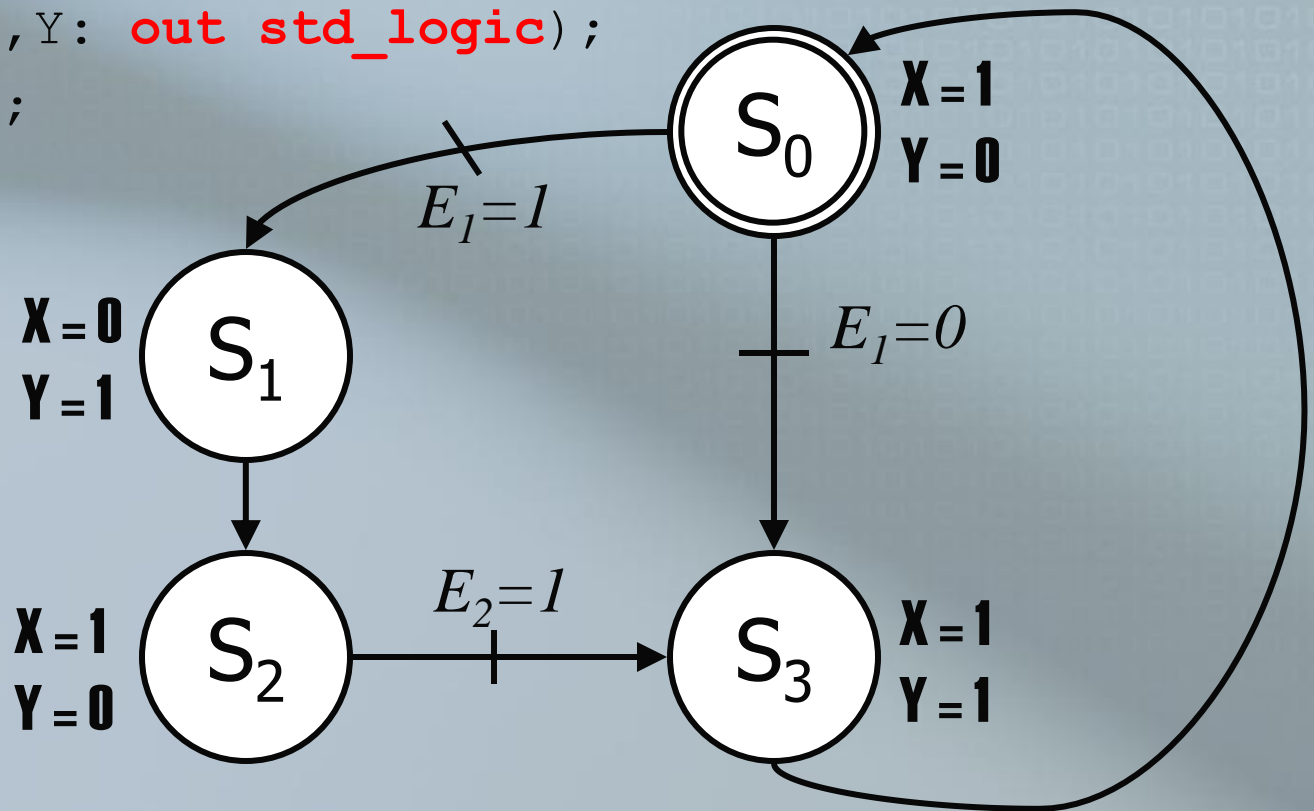 ,Y: out std_logic);
;
S₀
X = 1
Y = 0
E₁=1
X = 0
Y = 1
S₁
E₁=0
E₂=1
X = 1
Y = 0
S₂
S₃
X = 1
Y = 1